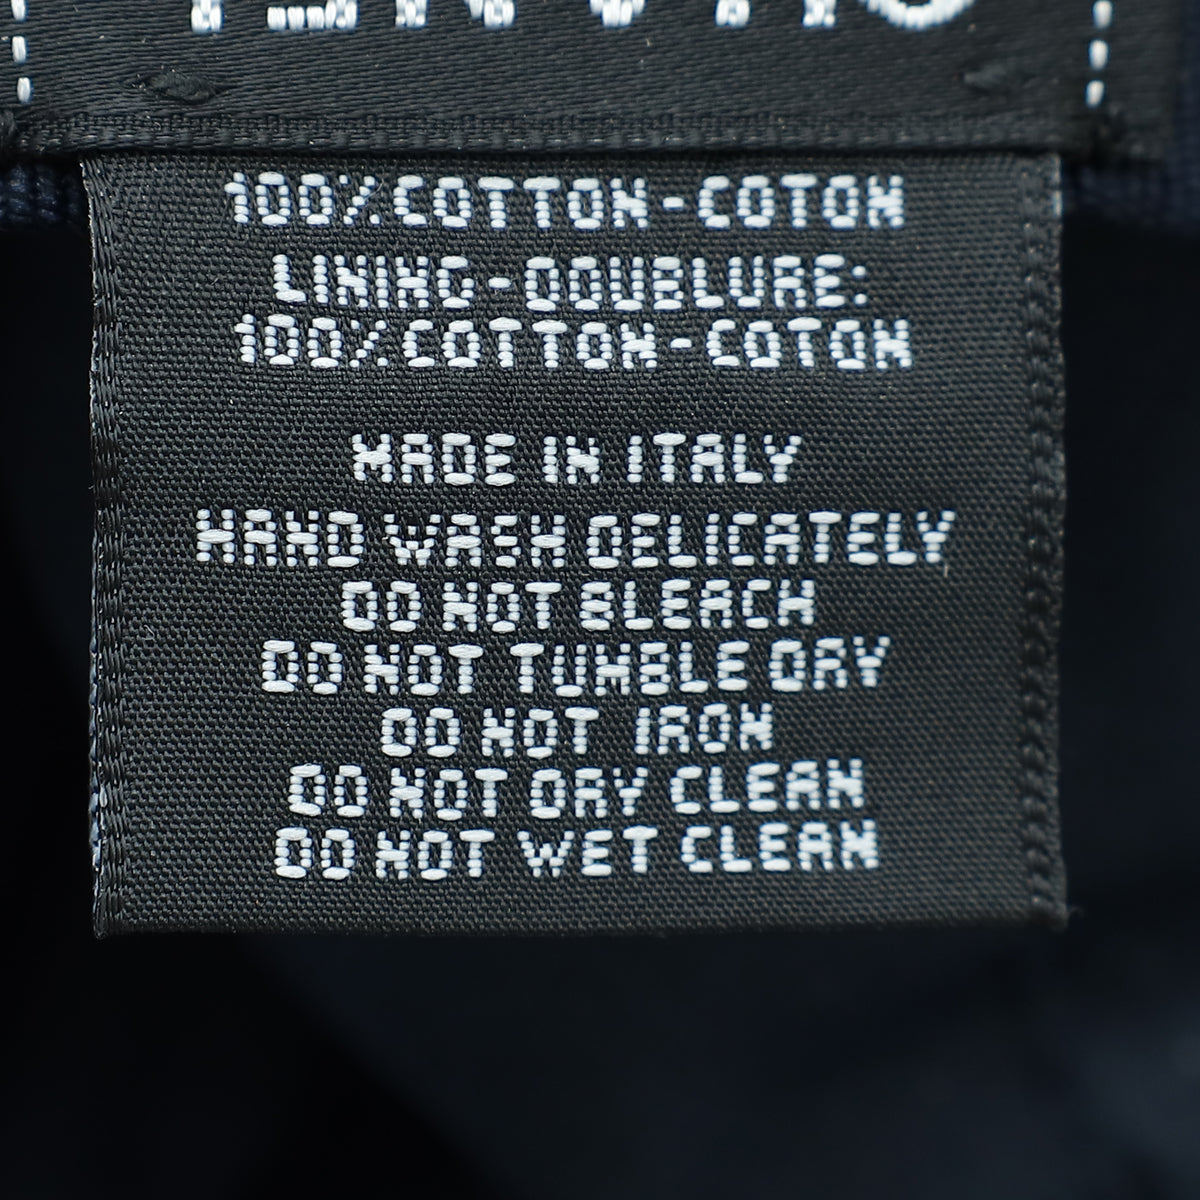 100% COTTON-COTON
LINING-DOUBLURE:
100% COTTON-COTON
MADE IN ITALY
HAND WASH DELICATELY
DO NOT BLEACH
DO NOT TUMBLE DRY
DO NOT IRON
DO NOT DRY CLEAN
DO NOT WET CLEAN